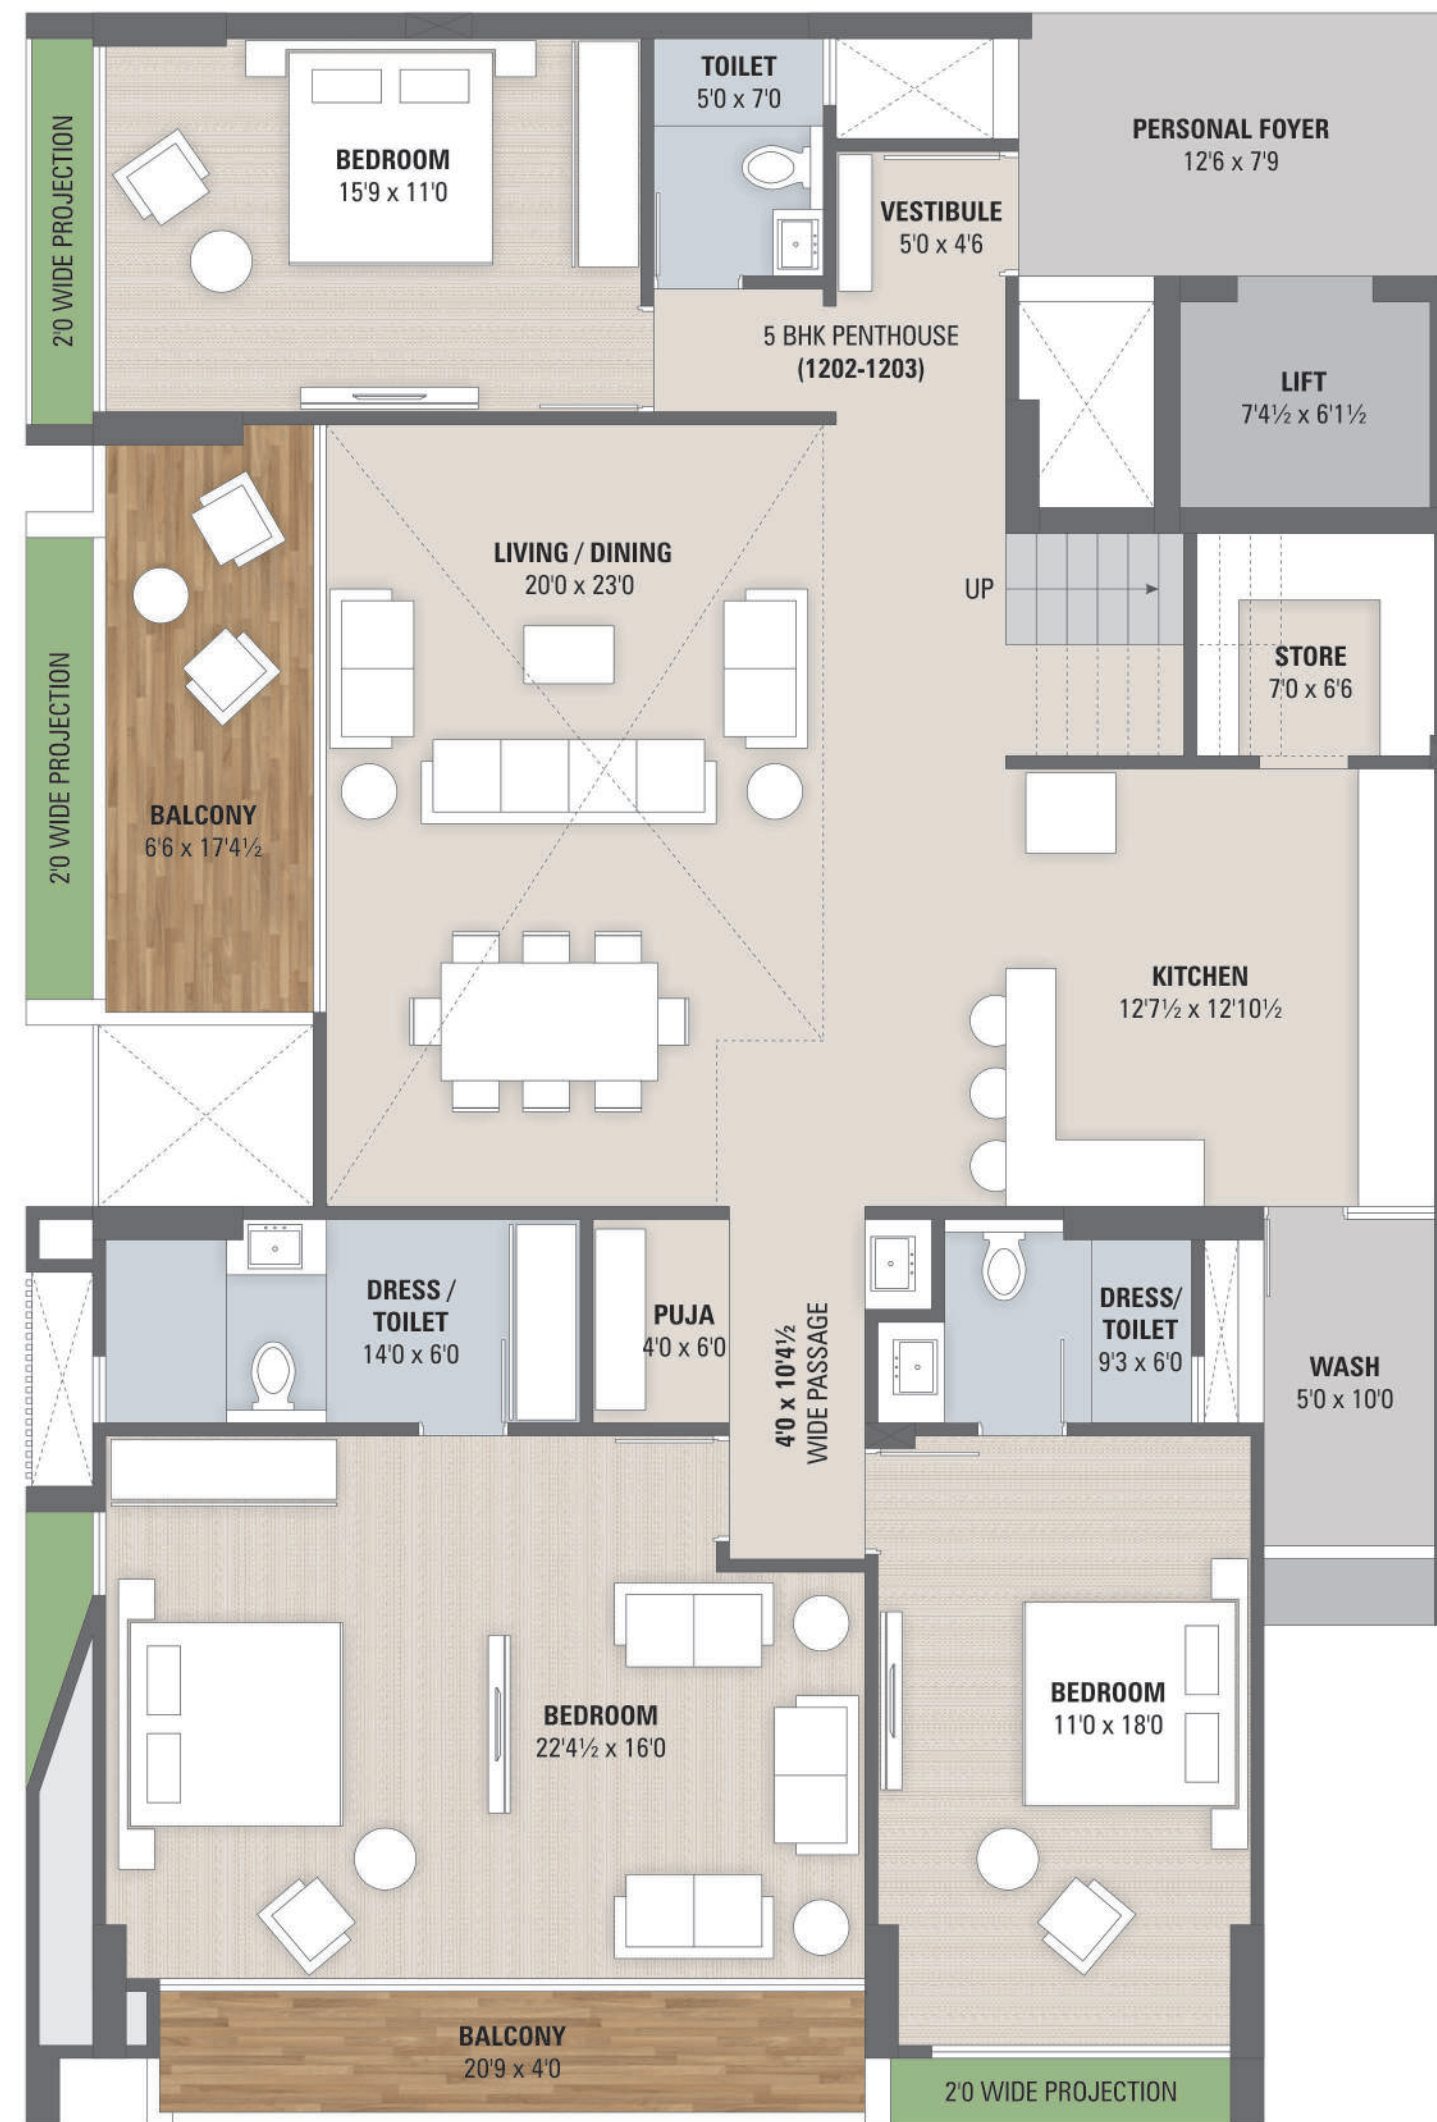 TOILET
5'0 x 7'0
PERSONAL FOYER
12'6 x 7'9
2'0 WIDE PROJECTION
BEDROOM
15'9 x 11'0
VESTIBULE
5'0 x 4'6
5 BHK PENTHOUSE
(1202-1203)
LIFT
7'4½ x 6'1½
LIVING / DINING
20'0 x 23'0
UP
STORE
7'0 x 6'6
2'0 WIDE PROJECTION
BALCONY
6'6 x 17'4½
KITCHEN
12'7½ x 12'10½
DRESS /
TOILET
14'0 x 6'0
PUJA
4'0 x 6'0
4'0 x 10'4½
WIDE PASSAGE
DRESS/
TOILET
9'3 x 6'0
WASH
5'0 x 10'0
BEDROOM
22'4½ x 16'0
BEDROOM
11'0 x 18'0
BALCONY
20'9 x 4'0
2'0 WIDE PROJECTION